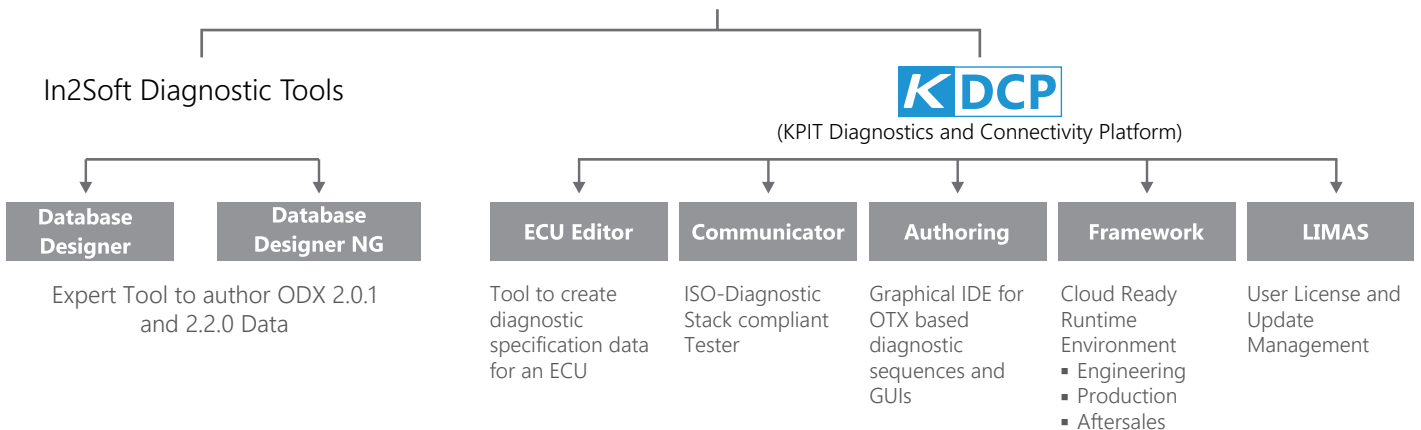 In2Soft Diagnostic Tools
K DCP
(KPIT Diagnostics and Connectivity Platform)
Database
Designer
Database
Designer NG
Expert Tool to author ODX 2.0.1
and 2.2.0 Data
ECU Editor
Tool to create
diagnostic
specification data
for an ECU
Communicator
ISO-Diagnostic
Stack compliant
Tester
Authoring
Graphical IDE for
OTX based
diagnostic
sequences and
GUIs
Framework
Cloud Ready
Runtime
Environment
▪ Engineering
▪ Production
▪ Aftersales
LIMAS
User License and
Update
Management